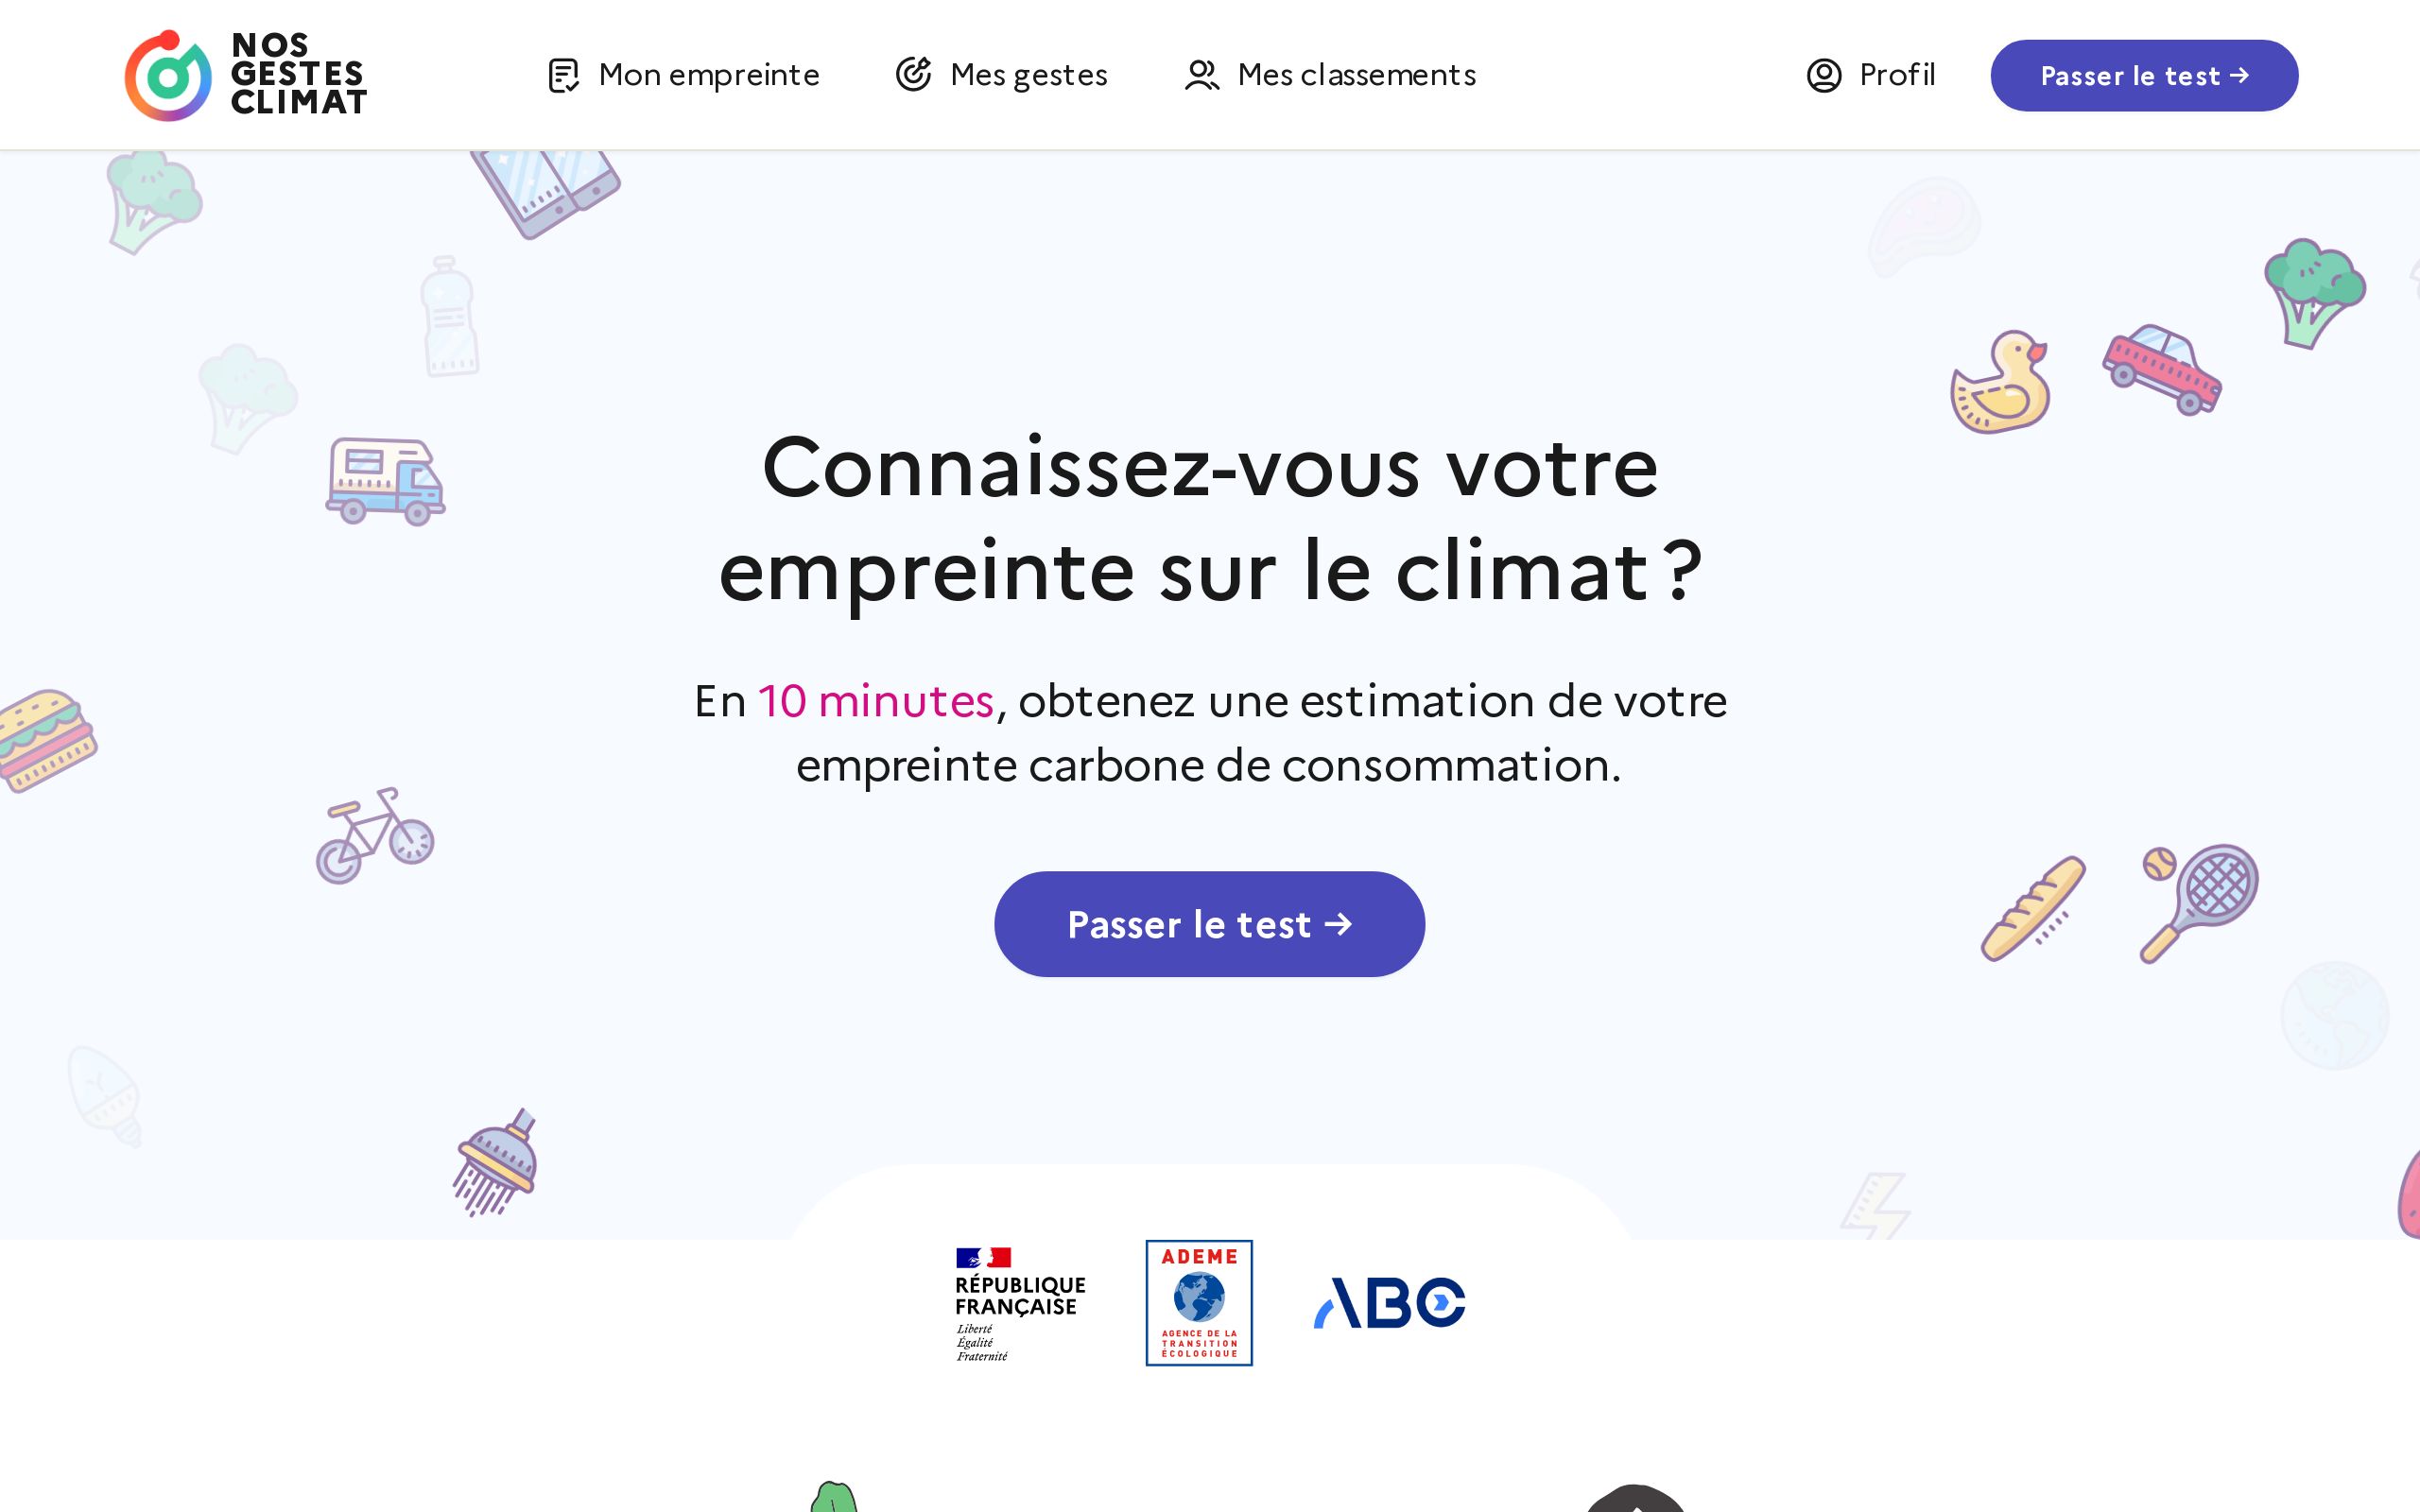 NOS
GESTES
CLIMAT
Mon empreinte
Mes gestes
Mes classements
Profil
Passer le test →
Connaissez-vous votre
empreinte sur le climat ?
En 10 minutes, obtenez une estimation de votre
empreinte carbone de consommation.
Passer le test →
RÉPUBLIQUE
FRANÇAISE
Liberté
Égalité
Fraternité
ADEME
AGENCE DE LA
TRANSITION
ÉCOLOGIQUE
ABC